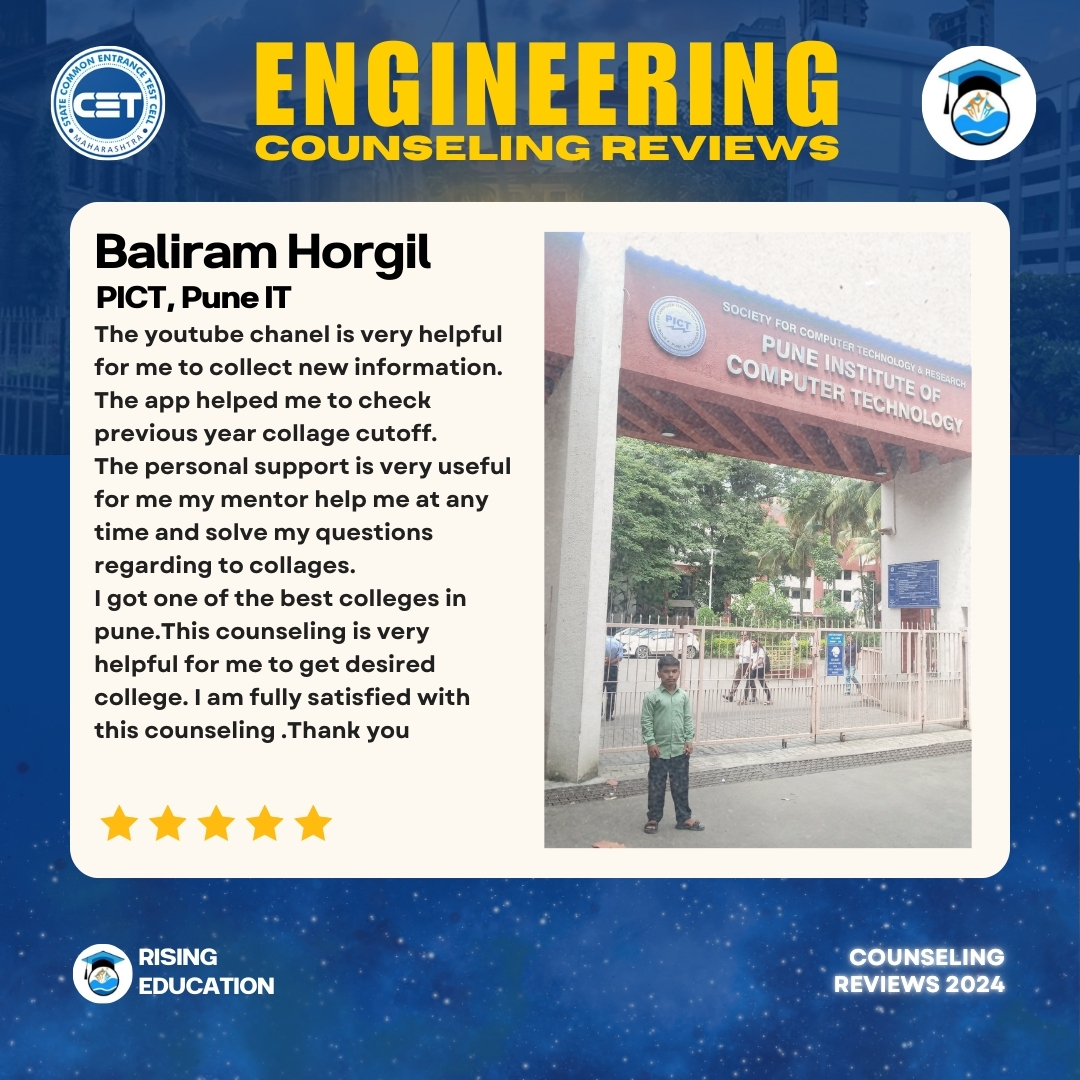 STATE COMMON ENTRANCE TEST CELL
CET
MAHARASHTRA
ENGINEERING
COUNSELING REVIEWS
Baliram Horgil
PICT, Pune IT
The youtube chanel is very helpful
for me to collect new information.
The app helped me to check
previous year collage cutoff.
The personal support is very useful
for me my mentor help me at any
time and solve my questions
regarding to collages.
I got one of the best colleges in
pune.This counseling is very
helpful for me to get desired
college. I am fully satisfied with
this counseling .Thank you
PICT
SOCIETY FOR COMPUTER TECHNOLOGY & RESEARCH
PUNE INSTITUTE OF
COMPUTER TECHNOLOGY
RISING
EDUCATION
COUNSELING
REVIEWS 2024